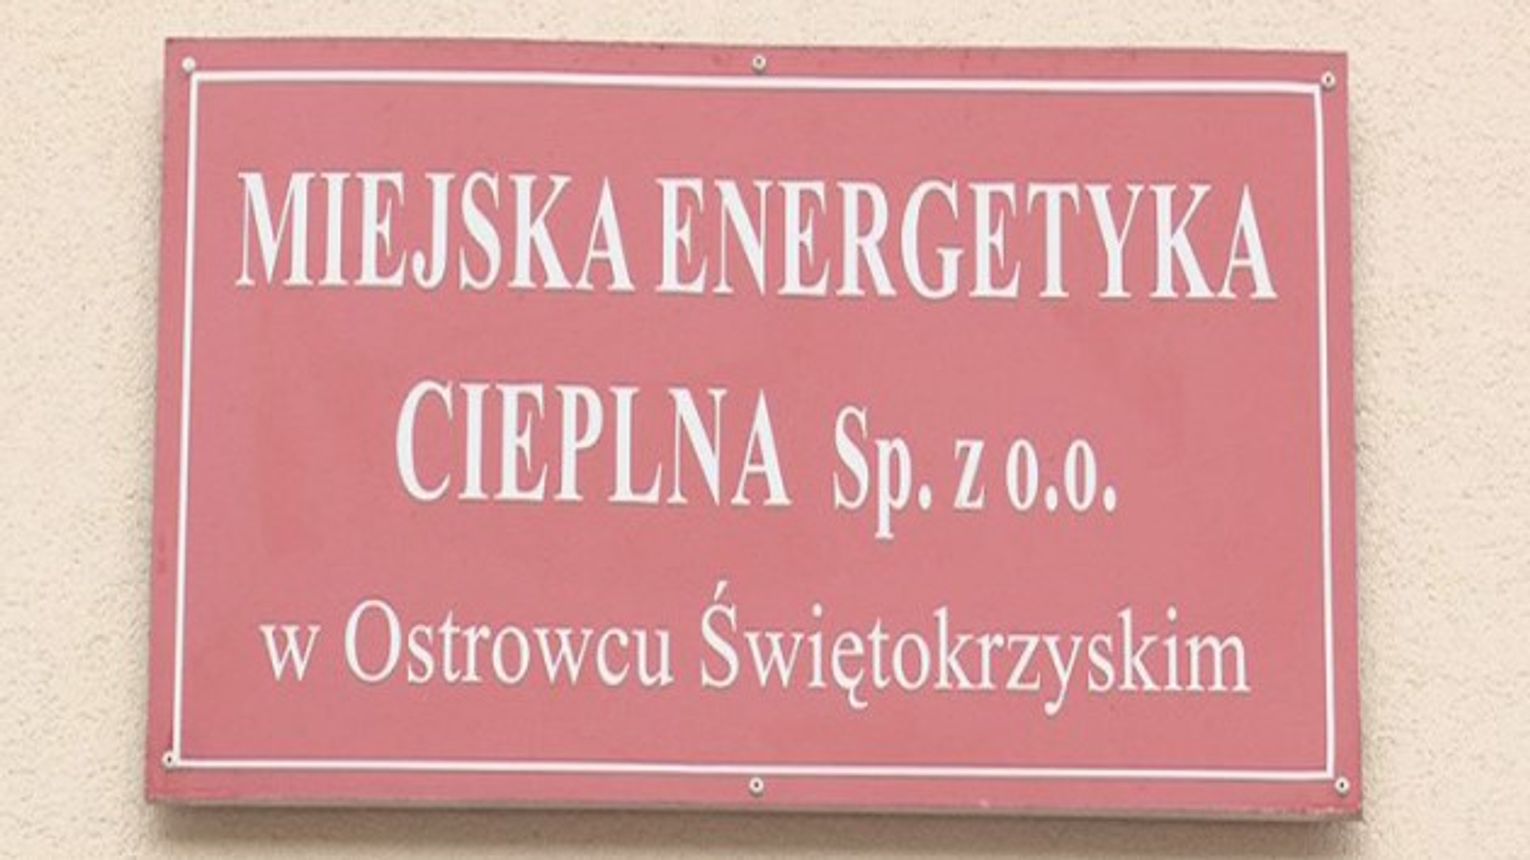 MIEJSKA ENERGETYKA
CIEPLNA Sp. z o.o.
w Ostrowcu Świętokrzyskim